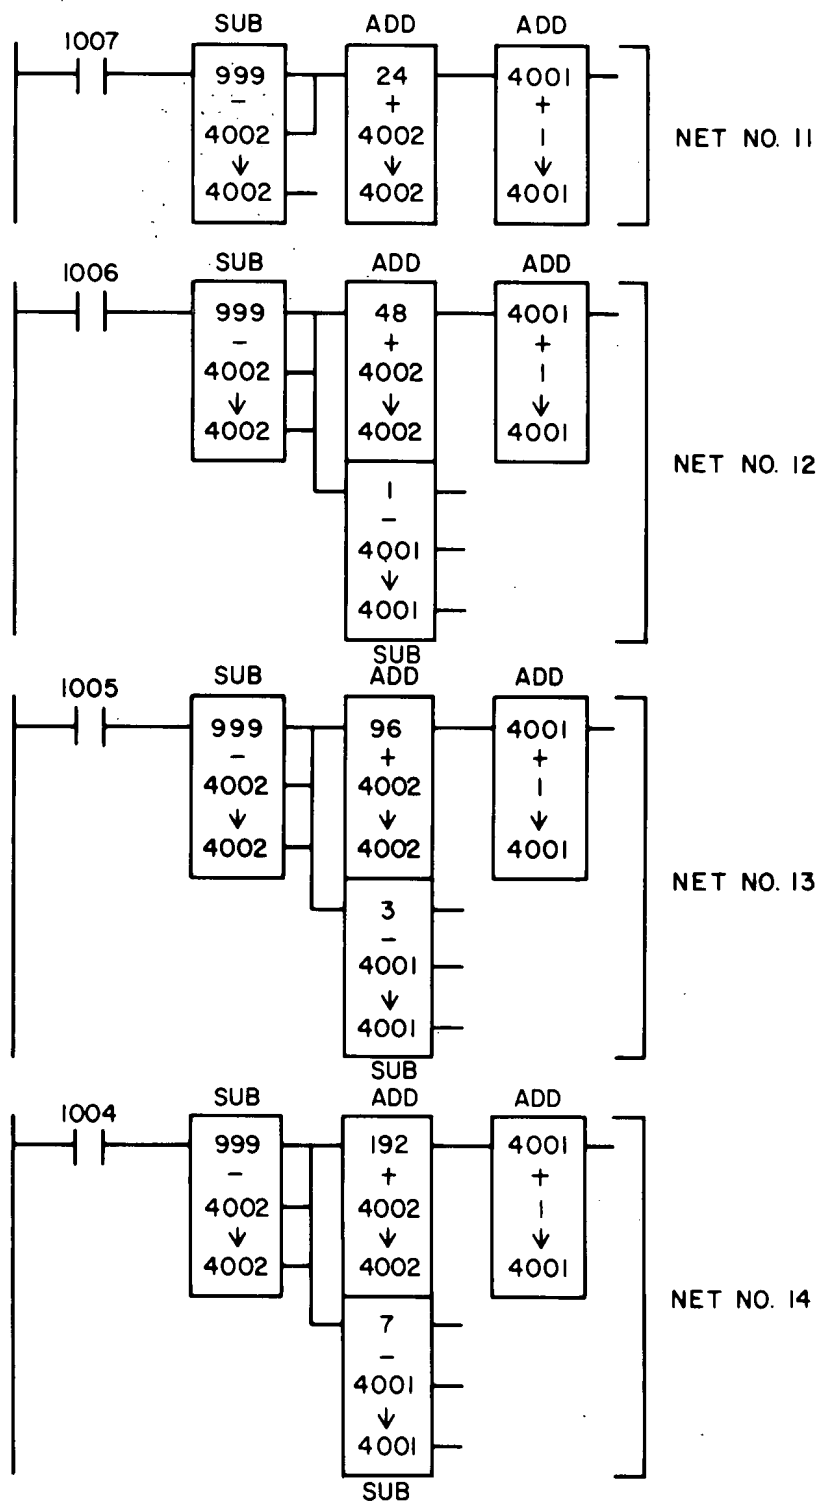 SUB ADD ADD
1007
999 24 4001
- + +
4002 4002 1
↓ ↓ ↓
4002 4002 4001
NET NO. 11
SUB ADD ADD
1006
999 48 4001
- + +
4002 4002 1
↓ ↓ ↓
4002 4002 4001
NET NO. 12
1
-
4001
↓
4001
SUB
SUB ADD ADD
1005
999 96 4001
- + +
4002 4002 1
↓ ↓ ↓
4002 4002 4001
NET NO. 13
3
-
4001
↓
4001
SUB
SUB ADD ADD
1004
999 192 4001
- + +
4002 4002 1
↓ ↓ ↓
4002 4002 4001
NET NO. 14
7
-
4001
↓
4001
SUB